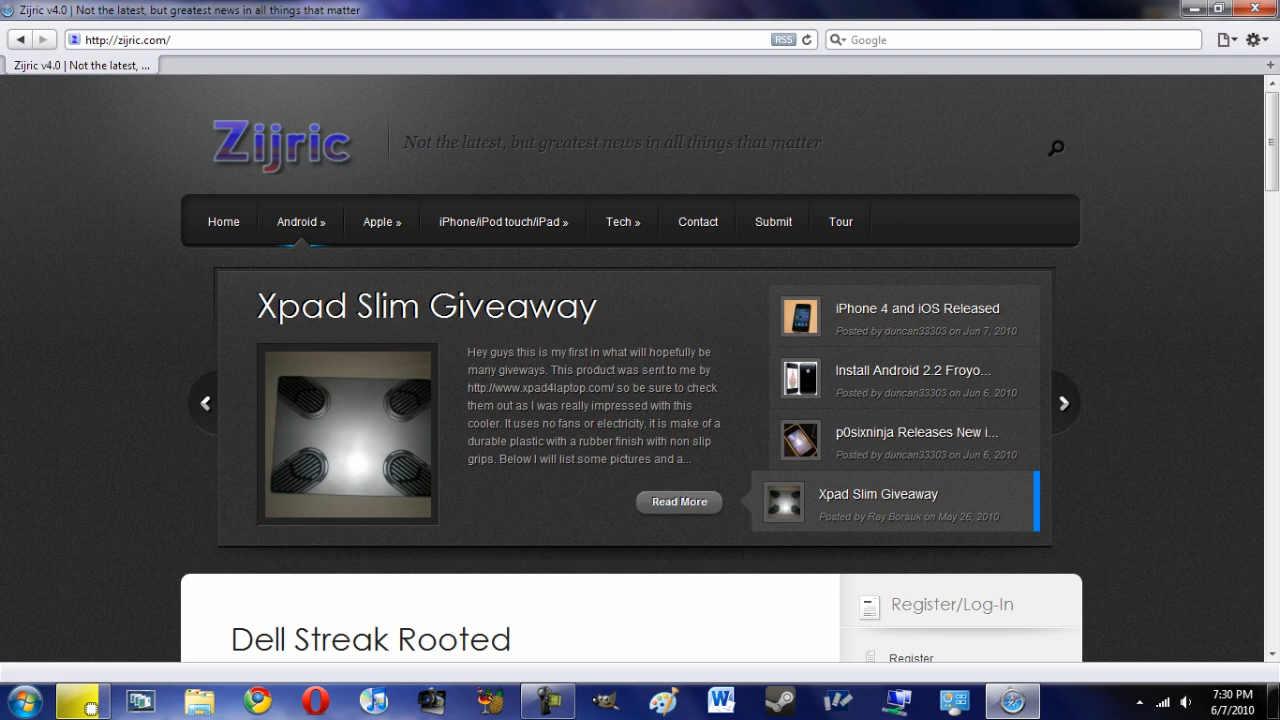 Zijric v4.0 | Not the latest, but greatest news in all things that matter
http://zijric.com/
RSS
Google
Zijric v4.0 | Not the latest, ...
Zijric
Not the latest, but greatest news in all things that matter
Home
Android »
Apple »
iPhone/iPod touch/iPad »
Tech »
Contact
Submit
Tour
Xpad Slim Giveaway
Hey guys this is my first in what will hopefully be
many giveways. This product was sent to me by
http://www.xpad4laptop.com/ so be sure to check
them out as I was really impressed with this
cooler. It uses no fans or electricity, it is make of a
durable plastic with a rubber finish with non slip
grips. Below I will list some pictures and a...
Read More
iPhone 4 and iOS Released
Posted by duncan33303 on Jun 7, 2010
Install Android 2.2 Froyo...
Posted by duncan33303 on Jun 6, 2010
p0sixninja Releases New i...
Posted by duncan33303 on Jun 6, 2010
Xpad Slim Giveaway
Posted by Ray Borsuk on May 26, 2010
Dell Streak Rooted
Register/Log-In
Register
7:30 PM
6/7/2010